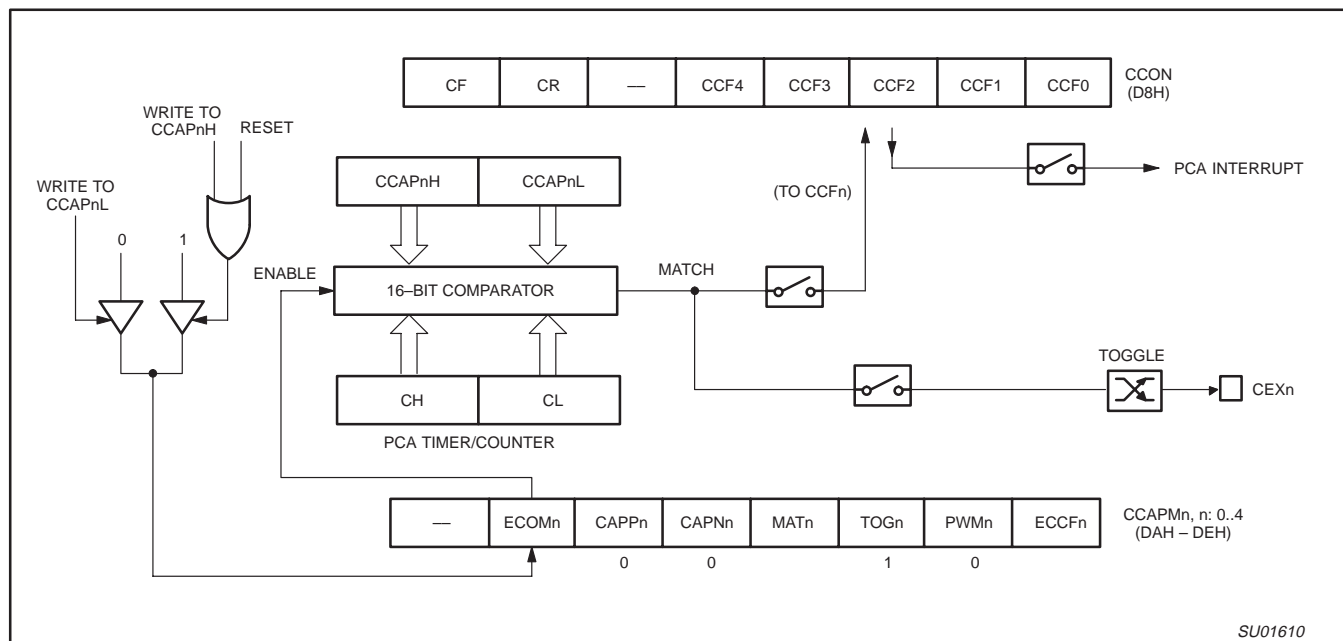 CF CR –– CCF4 CCF3 CCF2 CCF1 CCF0 CCON
(D8H)
WRITE TO
CCAPnH RESET
PCA INTERRUPT
CCAPnH CCAPnL
(TO CCFn)
WRITE TO
CCAPnL
0 1
ENABLE
16–BIT COMPARATOR
MATCH
TOGGLE
CH CL
CEXn
PCA TIMER/COUNTER
–– ECOMn CAPPn CAPNn MATn TOGn PWMn ECCFn CCAPMn, n: 0..4
(DAH – DEH)
0 0 1 0
SU01610